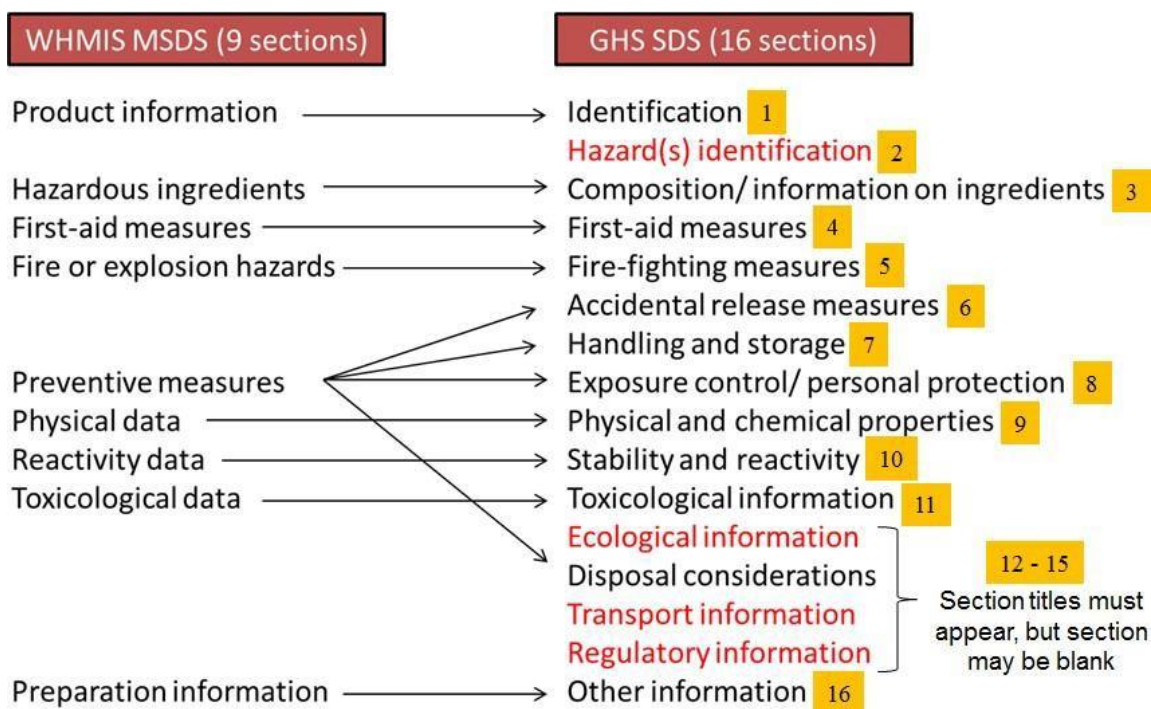 WHMIS MSDS (9 sections)
GHS SDS (16 sections)
Product information
Identification 1
Hazard(s) identification 2
Hazardous ingredients
Composition/ information on ingredients 3
First-aid measures
First-aid measures 4
Fire or explosion hazards
Fire-fighting measures 5
Accidental release measures 6
Handling and storage 7
Preventive measures
Exposure control/ personal protection 8
Physical data
Physical and chemical properties 9
Reactivity data
Stability and reactivity 10
Toxicological data
Toxicological information 11
Ecological information
Disposal considerations
Transport information
Regulatory information
12 - 15
Section titles must
appear, but section
may be blank
Preparation information
Other information 16